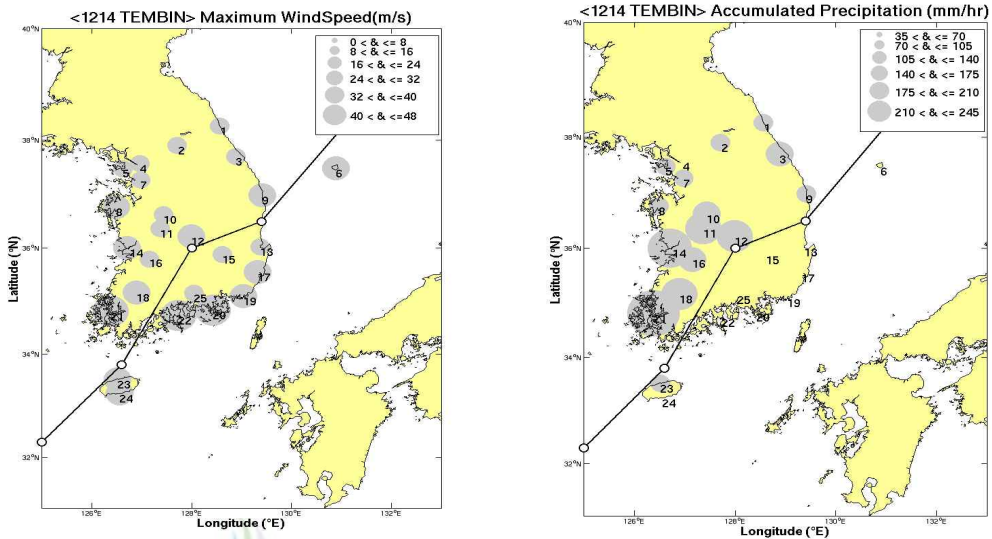 <1214 TEMBIN> Maximum WindSpeed(m/s)
0 < & <= 8
8 < & <= 16
16 < & <= 24
24 < & <= 32
32 < & <=40
40 < & <=48
40°N
38°N
36°N
34°N
32°N
Latitude (°N)
1
2
3
4
5
6
7
8
9
10
11
12
13
14
15
16
17
18
19
20
21
22
23
24
25
126°E
128°E
130°E
132°E
Longitude (°E)
<1214 TEMBIN> Accumulated Precipitation (mm/hr)
35 < & <= 70
70 < & <= 105
105 < & <= 140
140 < & <= 175
175 < & <= 210
210 < & <= 245
40°N
38°N
36°N
34°N
32°N
Latitude (°N)
1
2
3
4
5
6
7
8
9
10
11
12
13
14
15
16
17
18
19
20
22
23
24
25
126°E
128°E
130°E
132°E
Longitude (°E)